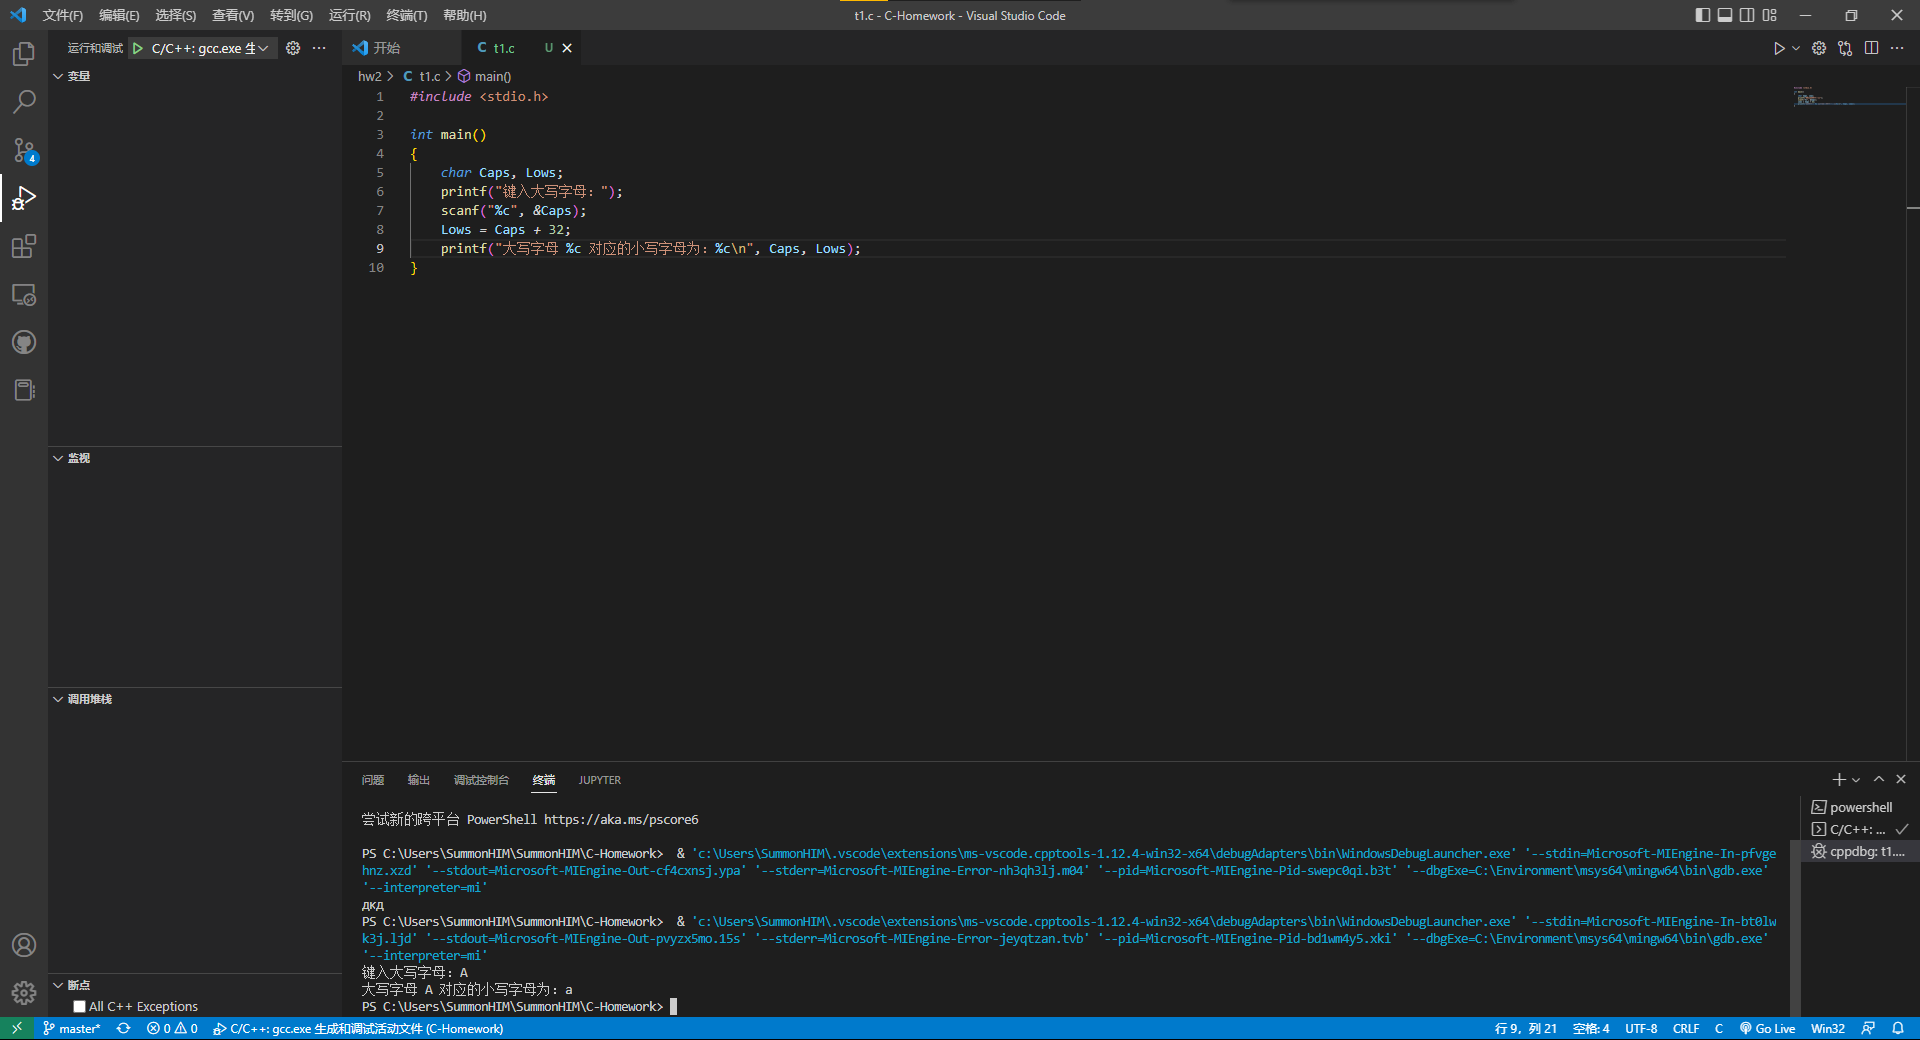 文件(F) 编辑(E) 选择(S) 查看(V) 转到(G) 运行(R) 终端(T) 帮助(H)
t1.c - C-Homework - Visual Studio Code
运行和调试 C/C++: gcc.exe 生
开始
C t1.c U
hw2 > C t1.c > main()
变量
监视
调用堆栈
断点
All C++ Exceptions
4
1 #include <stdio.h>
2
3 int main()
4 {
5 char Caps, Lows;
6 printf("键入大写字母: ");
7 scanf("%c", &Caps);
8 Lows = Caps + 32;
9 printf("大写字母 %c 对应的小写字母为: %c\n", Caps, Lows);
10 }
问题 输出 调试控制台 终端 JUPYTER
尝试新的跨平台 PowerShell https://aka.ms/pscore6
PS C:\Users\SummonHIM\SummonHIM\C-Homework>  & 'c:\Users\SummonHIM\.vscode\extensions\ms-vscode.cpptools-1.12.4-win32-x64\debugAdapters\bin\WindowsDebugLauncher.exe' '--stdin=Microsoft-MIEngine-In-pfvge
hnz.xzd' '--stdout=Microsoft-MIEngine-Out-cf4cxnsj.ypa' '--stderr=Microsoft-MIEngine-Error-nh3qh3lj.m04' '--pid=Microsoft-MIEngine-Pid-swepc0qi.b3t' '--dbgExe=C:\Environment\msys64\mingw64\bin\gdb.exe'
'--interpreter=mi'
дкд
PS C:\Users\SummonHIM\SummonHIM\C-Homework>  & 'c:\Users\SummonHIM\.vscode\extensions\ms-vscode.cpptools-1.12.4-win32-x64\debugAdapters\bin\WindowsDebugLauncher.exe' '--stdin=Microsoft-MIEngine-In-bt0lw
k3j.ljd' '--stdout=Microsoft-MIEngine-Out-pvyzx5mo.15s' '--stderr=Microsoft-MIEngine-Error-jeyqtzan.tvb' '--pid=Microsoft-MIEngine-Pid-bd1wm4y5.xki' '--dbgExe=C:\Environment\msys64\mingw64\bin\gdb.exe'
'--interpreter=mi'
键入大写字母: A
大写字母 A 对应的小写字母为: a
PS C:\Users\SummonHIM\SummonHIM\C-Homework>
powershell
C/C++: ...
cppdbg: t1....
master* 0 0 C/C++: gcc.exe 生成和调试活动文件 (C-Homework)
行 9, 列 21 空格: 4 UTF-8 CRLF C Go Live Win32